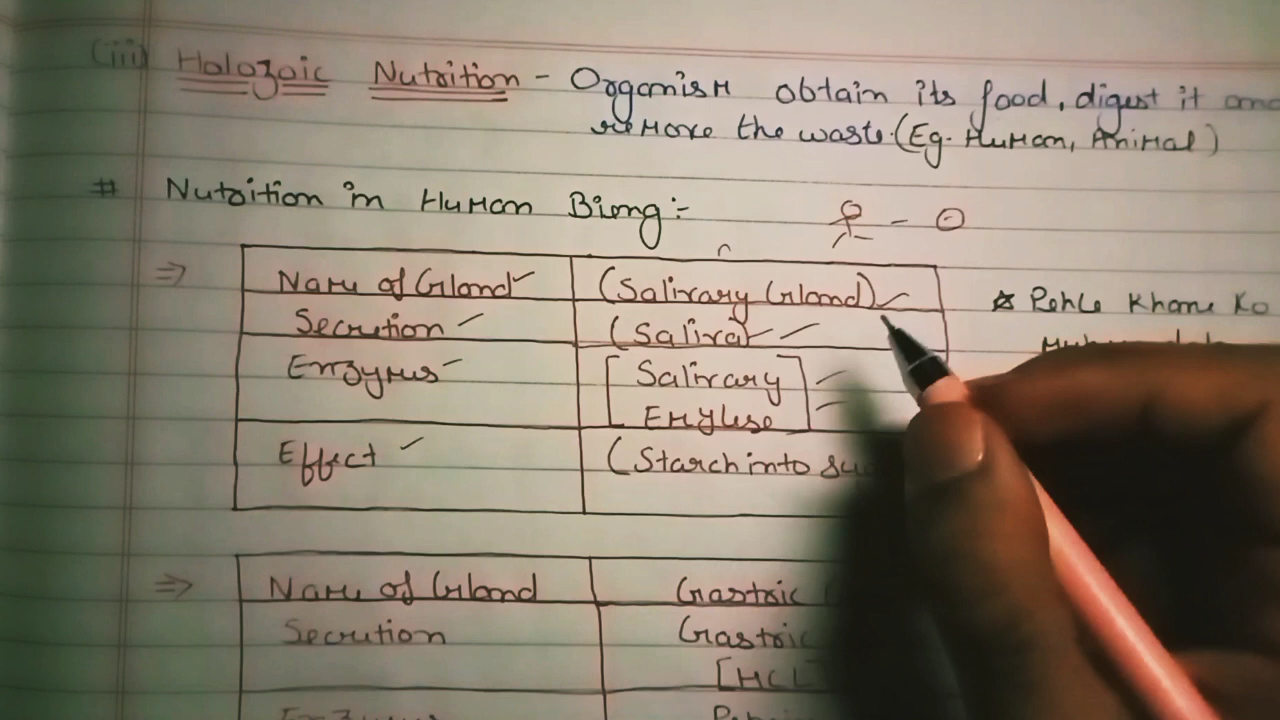 (iii) Holozoic Nutrition - Organism obtain its food, digest it and
remove the waste. (Eg. Human, Animal)
# Nutrition in Human Biong :-
⇒ Name of Gland ✓ (Salivary Gland) ✓
Secretion ✓ (Saliva) ✓
Enzymes ✓ [Salivary
Emylese]
Effect ✓ (Starch into
* Pehle Khane Ko
⇒ Name of Gland Gastric
Secretion Gastric
[HCL]